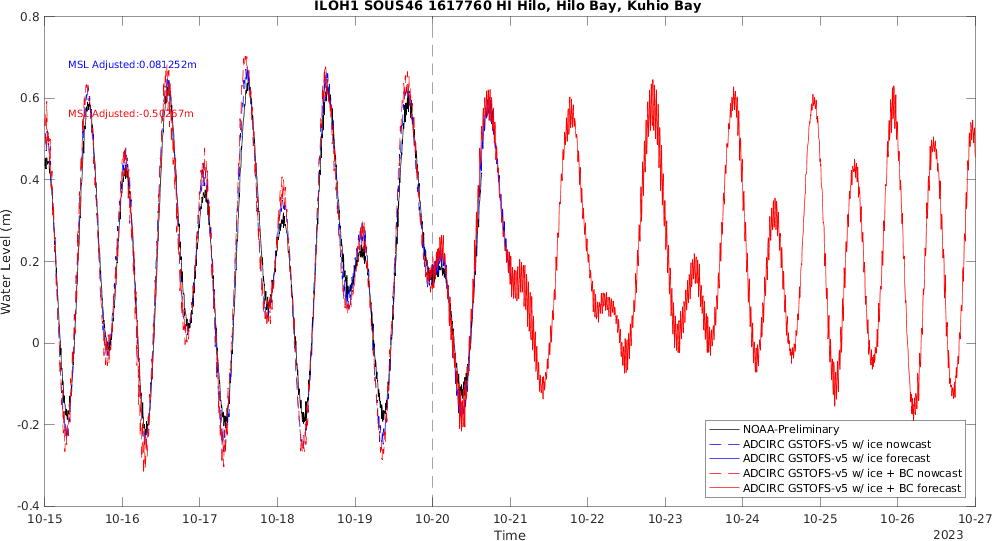 ILOH1 SOUS46 1617760 HI Hilo, Hilo Bay, Kuhio Bay
0.8
0.6
0.4
0.2
0
-0.2
-0.4
Water Level (m)
MSL Adjusted:0.081252m
MSL Adjusted:-0.50267m
NOAA-Preliminary
ADCIRC GSTOFS-v5 w/ ice nowcast
ADCIRC GSTOFS-v5 w/ ice forecast
ADCIRC GSTOFS-v5 w/ ice + BC nowcast
ADCIRC GSTOFS-v5 w/ ice + BC forecast
10-15 10-16 10-17 10-18 10-19 10-20 10-21 10-22 10-23 10-24 10-25 10-26 10-27
2023
Time